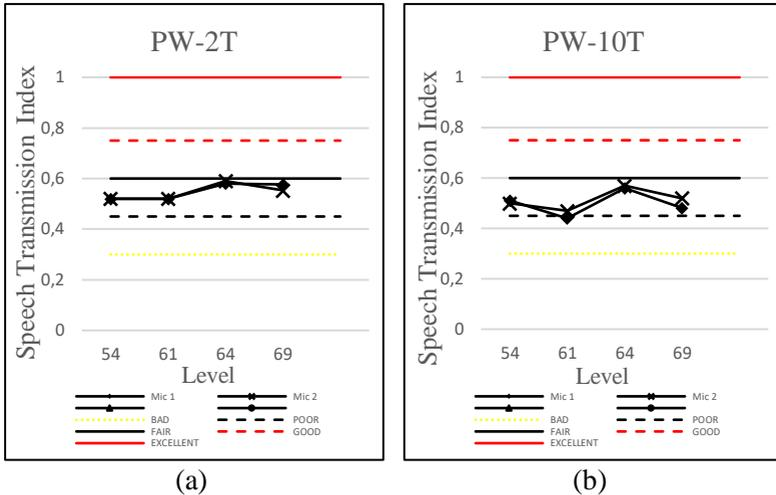 PW-2T
Speech Transmission Index
1
0,8
0,6
0,4
0,2
0
54 61 64 69
Level
Mic 1 Mic 2
BAD POOR
FAIR GOOD
EXCELLENT
(a)
PW-10T
Speech Transmission Index
1
0,8
0,6
0,4
0,2
0
54 61 64 69
Level
Mic 1 Mic 2
BAD POOR
FAIR GOOD
EXCELLENT
(b)